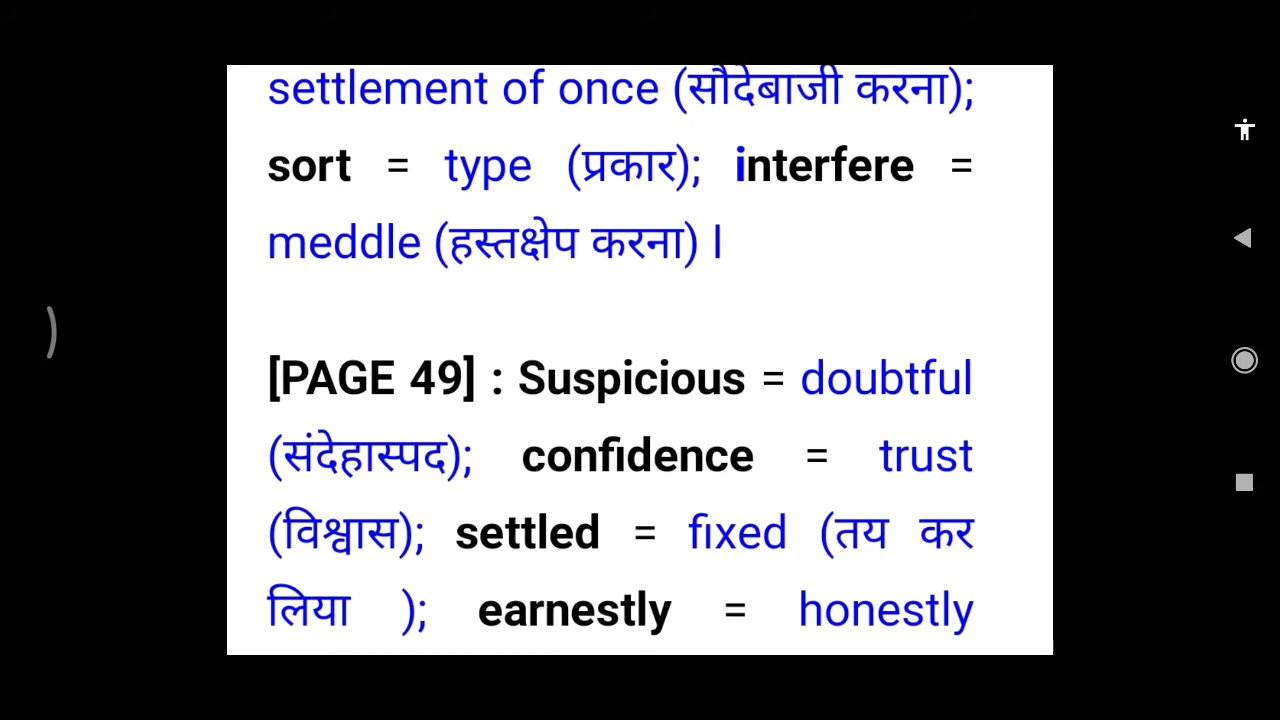 settlement of once (सौदेबाजी करना);
sort = type (प्रकार); interfere =
meddle (हस्तक्षेप करना) l
[PAGE 49] : Suspicious = doubtful
(संदेहास्पद); confidence = trust
(विश्वास); settled = fixed (तय कर
लिया ); earnestly = honestly